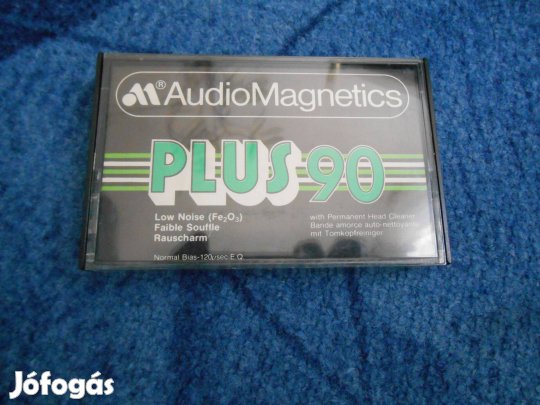 ® AudioMagnetics
PLUS 90
Low Noise (Fe₂O₃)
Faible Souffle
Rauscharm
with Permanent Head Cleaner
Bande amorce auto-nettoyante
mit Tomkopfreiniger
Normal Bias-120μsec E.Q.
Jófogás